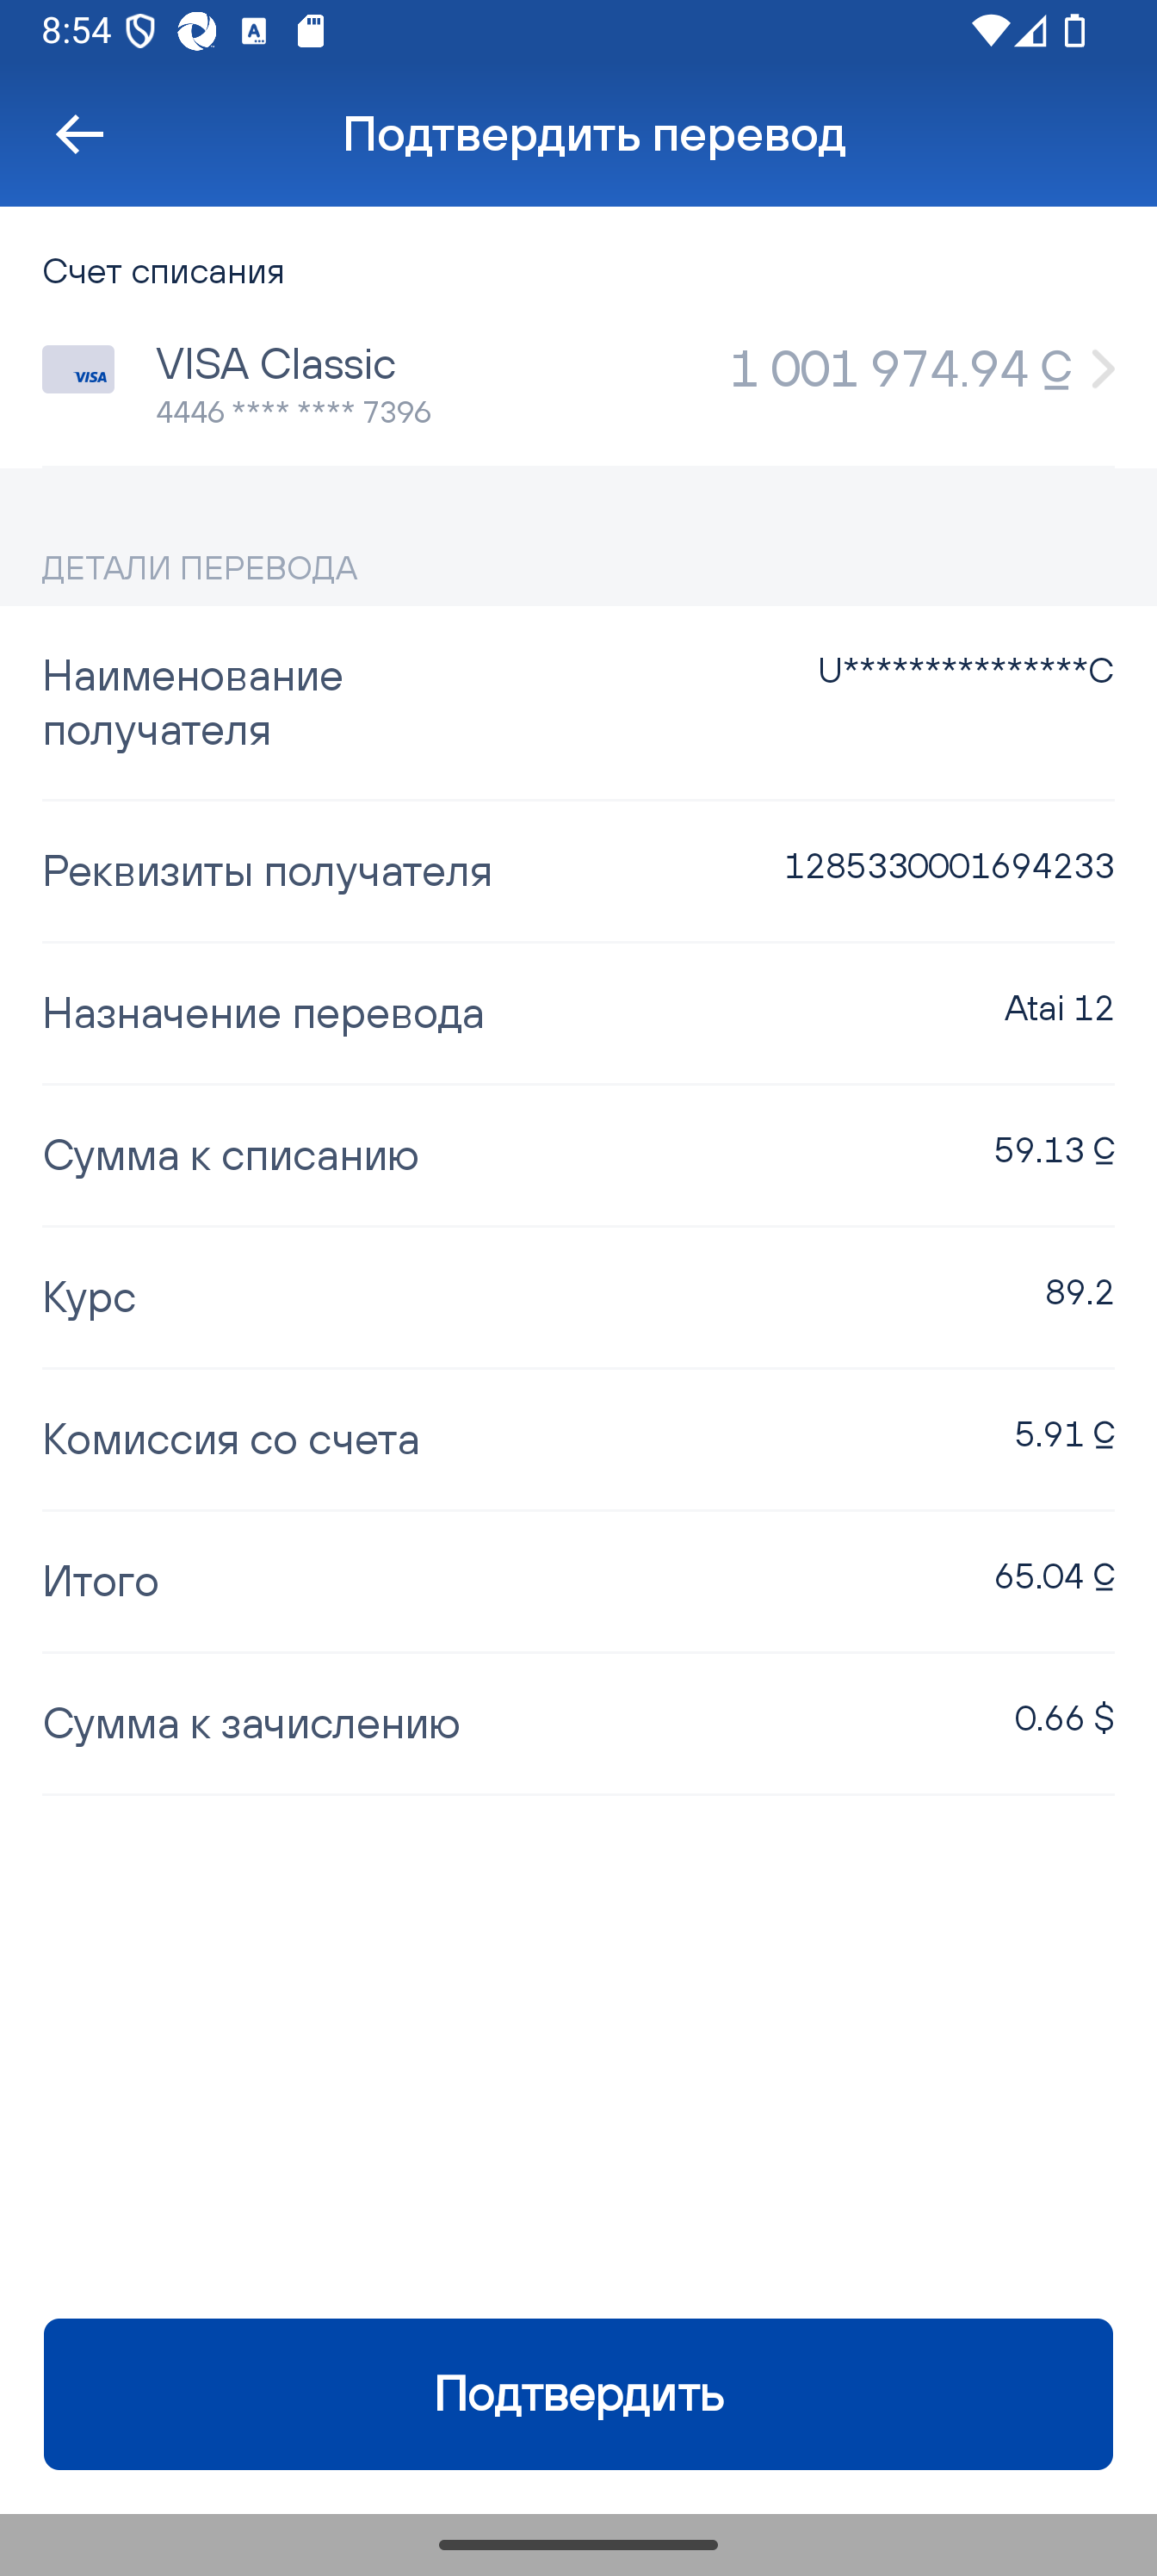 8:54
Подтвердить перевод
Счет списания
VISA
VISA Classic
1 001 974.94 С
4446 **** **** 7396
ДЕТАЛИ ПЕРЕВОДА
Наименование получателя
U***************C
Реквизиты получателя
1285330001694233
Назначение перевода
Atai 12
Сумма к списанию
59.13 С
Курс
89.2
Комиссия со счета
5.91 С
Итого
65.04 С
Сумма к зачислению
0.66 $
Подтвердить